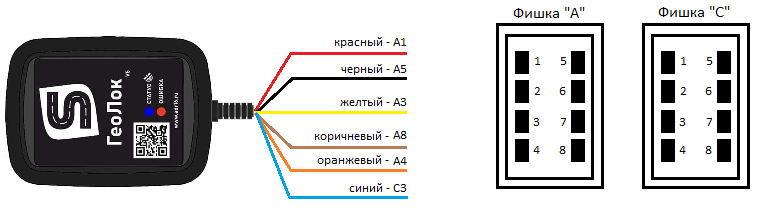 ГеоЛок V6
СТАТУС
ОШИБКА
красный - А1
черный - А5
желтый - А3
коричневый - А8
оранжевый - А4
синий - С3
Фишка "А"
1 5
2 6
3 7
4 8
Фишка "С"
1 5
2 6
3 7
4 8